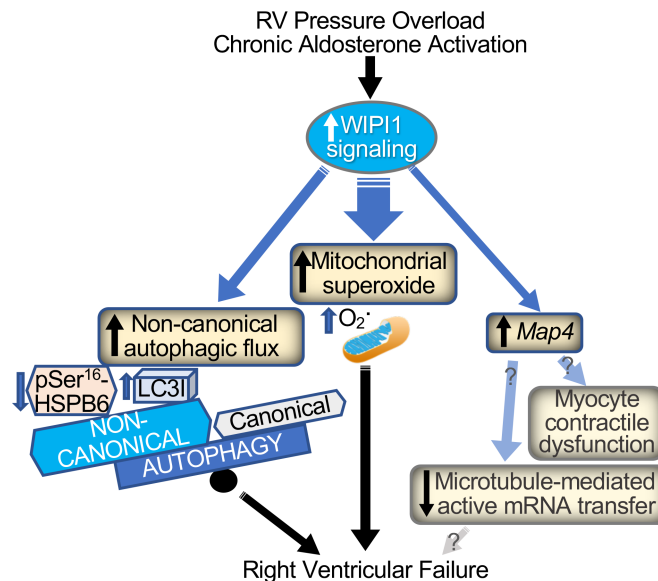 RV Pressure Overload
Chronic Aldosterone Activation
WIPI1
signaling
Mitochondrial
superoxide
O₂˙
Non-canonical
autophagic flux
Map4
pSer¹⁶-
HSPB6
LC3I
NON-
CANONICAL
Canonical
AUTOPHAGY
?
?
Myocyte
contractile
dysfunction
Microtubule-mediated
active mRNA transfer
?
Right Ventricular Failure